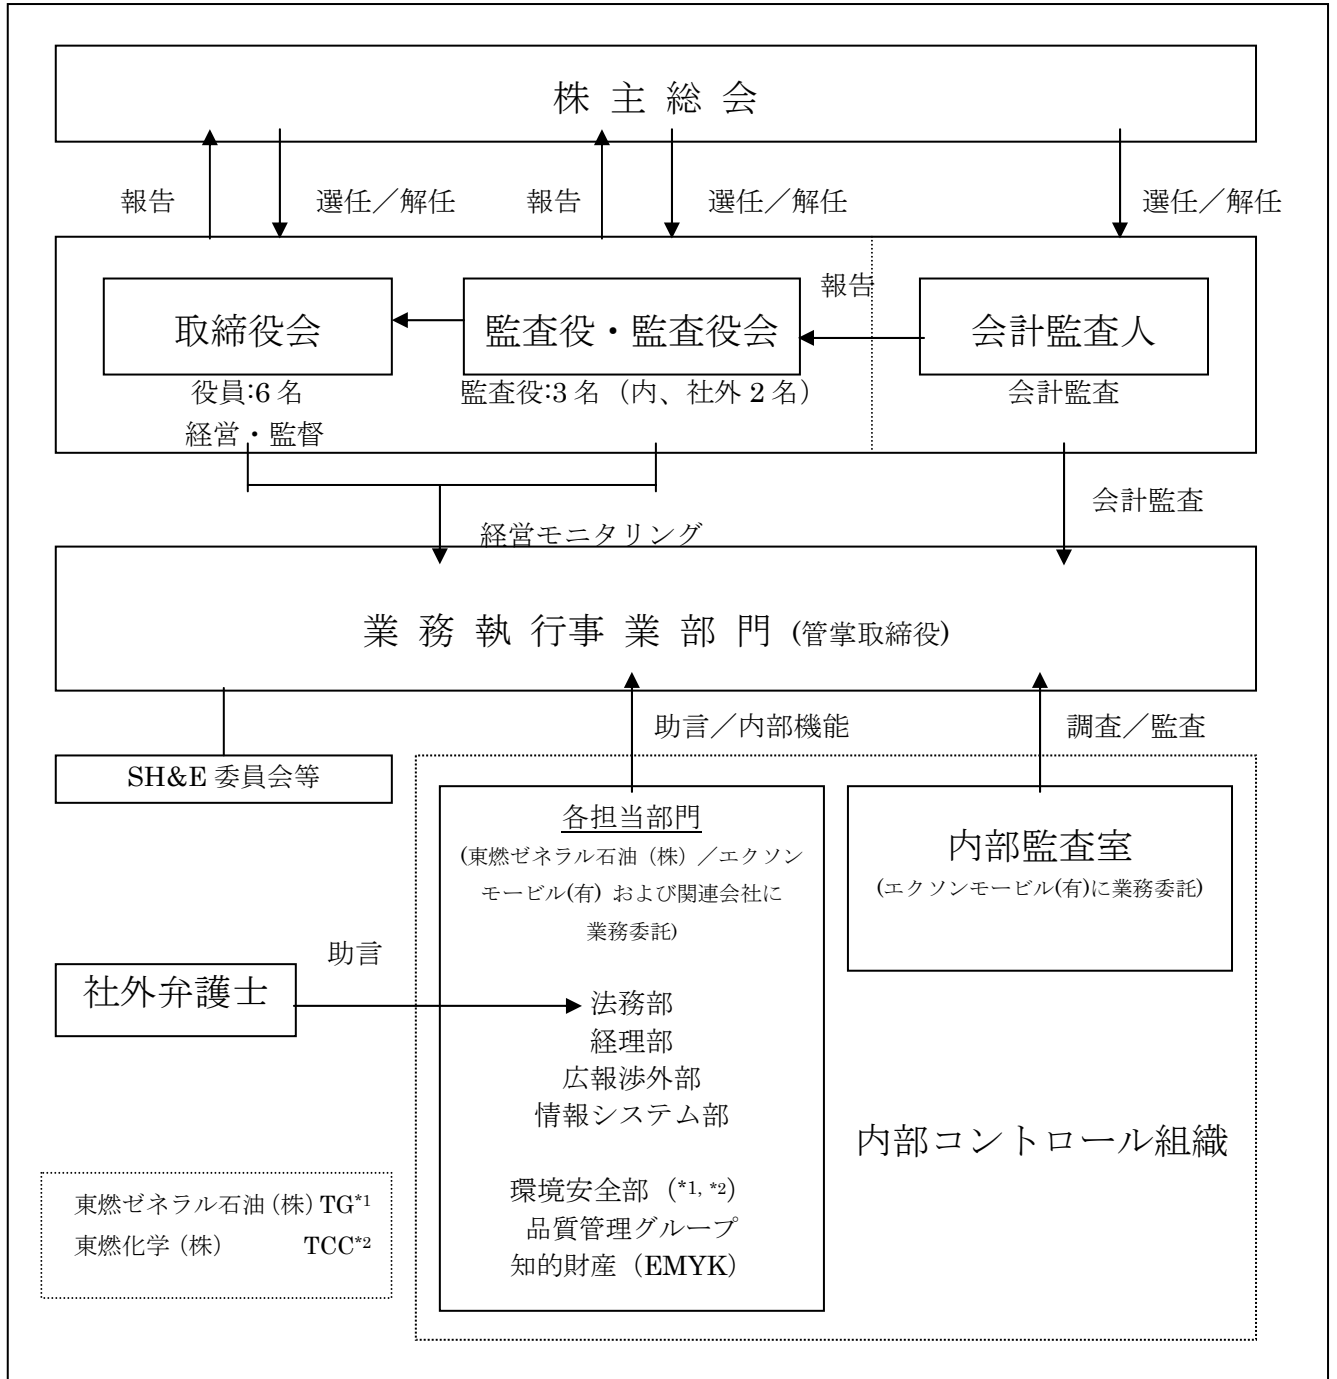 株 主 総 会
報告
選任／解任
報告
選任／解任
選任／解任
報告
取締役会
監査役・監査役会
会計監査人
役員:6 名
監査役:3 名（内、社外 2 名）
会計監査
経営・監督
会計監査
経営モニタリング
業 務 執 行事 業 部 門 (管掌取締役)
助言／内部機能
調査／監査
SH&E 委員会等
各担当部門
(東燃ゼネラル石油（株）／エクソン
モービル(有) および関連会社に
業務委託)
内部監査室
(エクソンモービル(有)に業務委託)
助言
社外弁護士
法務部
経理部
広報渉外部
情報システム部
内部コントロール組織
環境安全部（*1, *2）
品質管理グループ
知的財産（EMYK）
東燃ゼネラル石油（株）TG*1
東燃化学（株） TCC*2